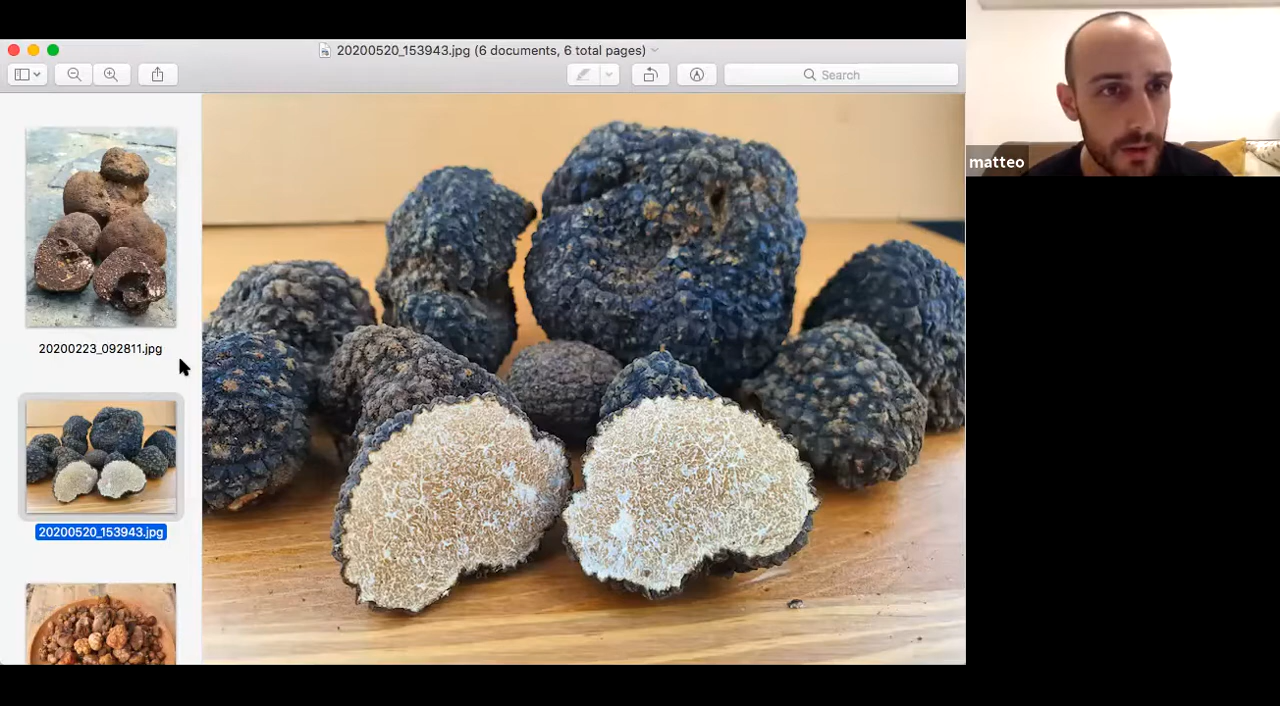 20200520_153943.jpg (6 documents, 6 total pages)
Search
matteo
20200223_092811.jpg
20200520_153943.jpg